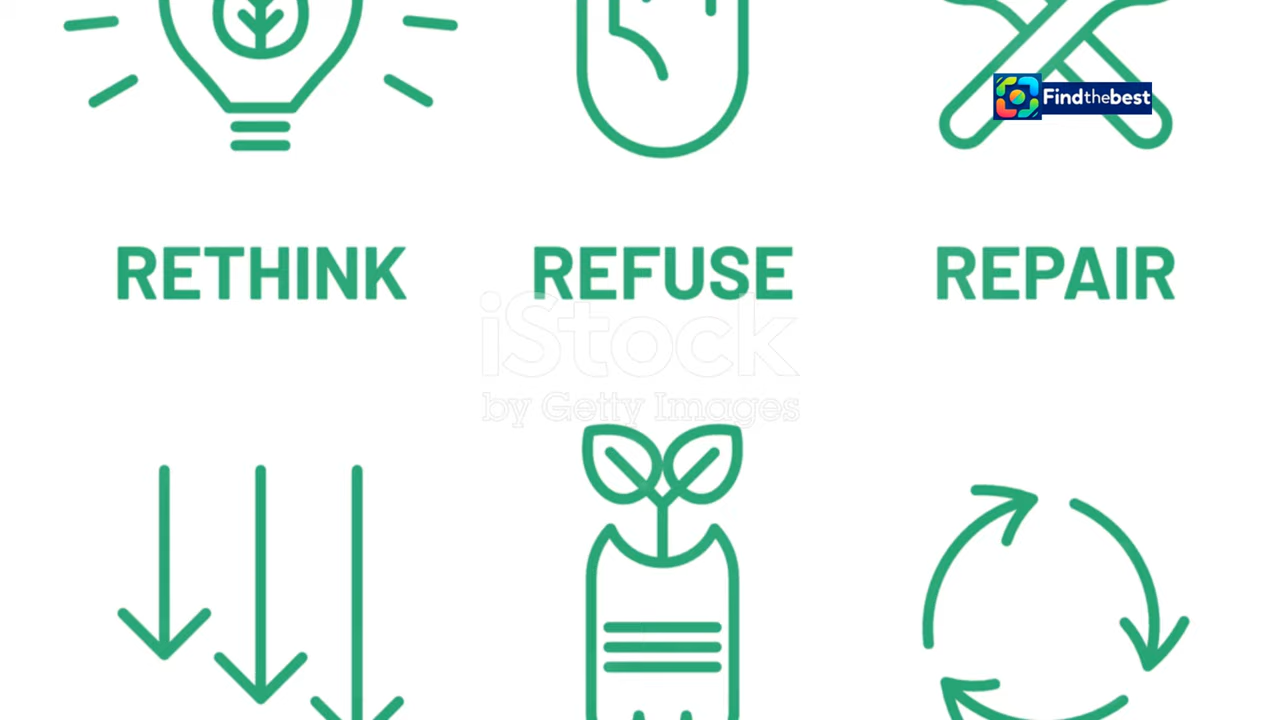 Findthebest
RETHINK
REFUSE
REPAIR
iStock
by Getty Images